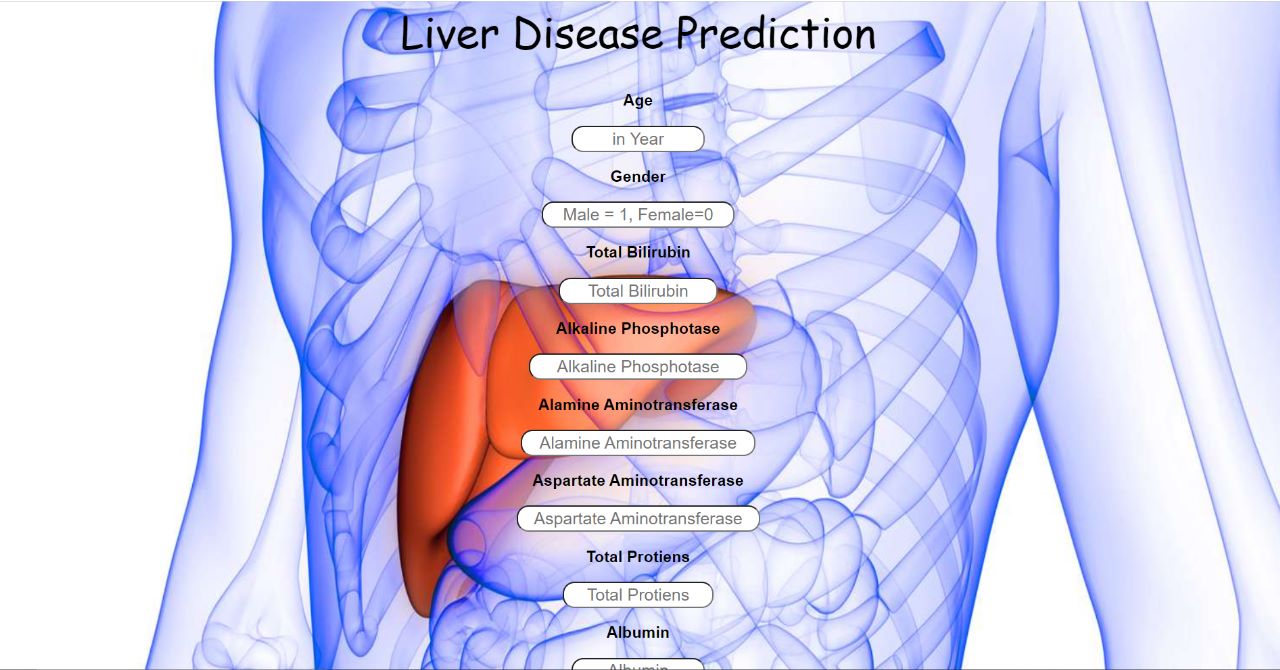 Liver Disease Prediction
Age
in Year
Gender
Male = 1, Female=0
Total Bilirubin
Total Bilirubin
Alkaline Phosphotase
Alkaline Phosphotase
Alamine Aminotransferase
Alamine Aminotransferase
Aspartate Aminotransferase
Aspartate Aminotransferase
Total Protiens
Total Protiens
Albumin
Albumin